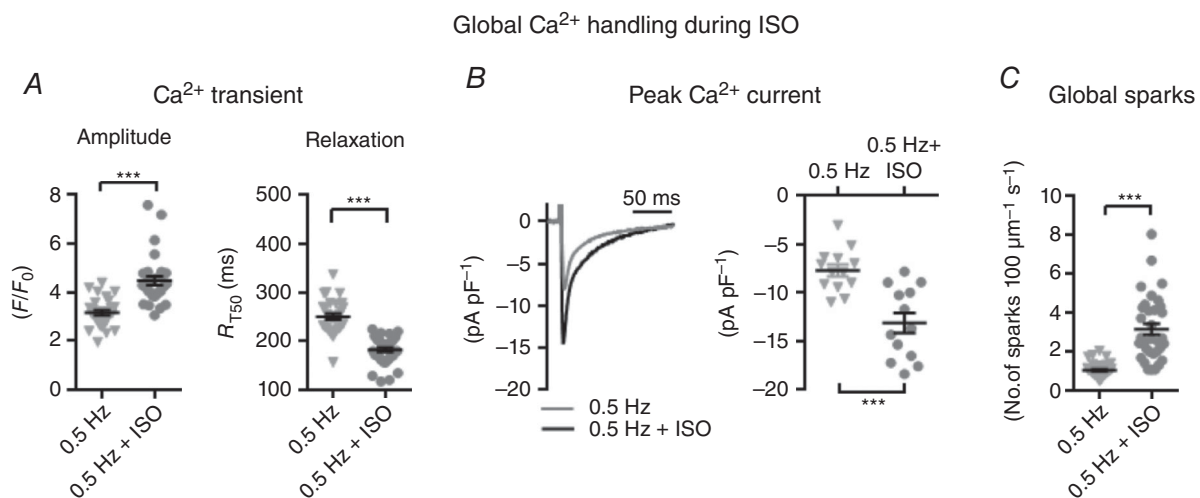 Global Ca²⁺ handling during ISO
A
Ca²⁺ transient
Amplitude
***
(F/F₀)
8
6
4
2
0
0.5 Hz
0.5 Hz + ISO
Relaxation
***
R_T50 (ms)
500
400
300
200
100
0.5 Hz
0.5 Hz + ISO
B
Peak Ca²⁺ current
50 ms
(pA pF⁻¹)
0
–5
–10
–15
–20
0.5 Hz
0.5 Hz + ISO
0.5 Hz
0.5 Hz+
ISO
(pA pF⁻¹)
0
–5
–10
–15
–20
***
C
Global sparks
***
(No.of sparks 100 µm⁻¹ s⁻¹)
10
8
6
4
2
0
0.5 Hz
0.5 Hz + ISO